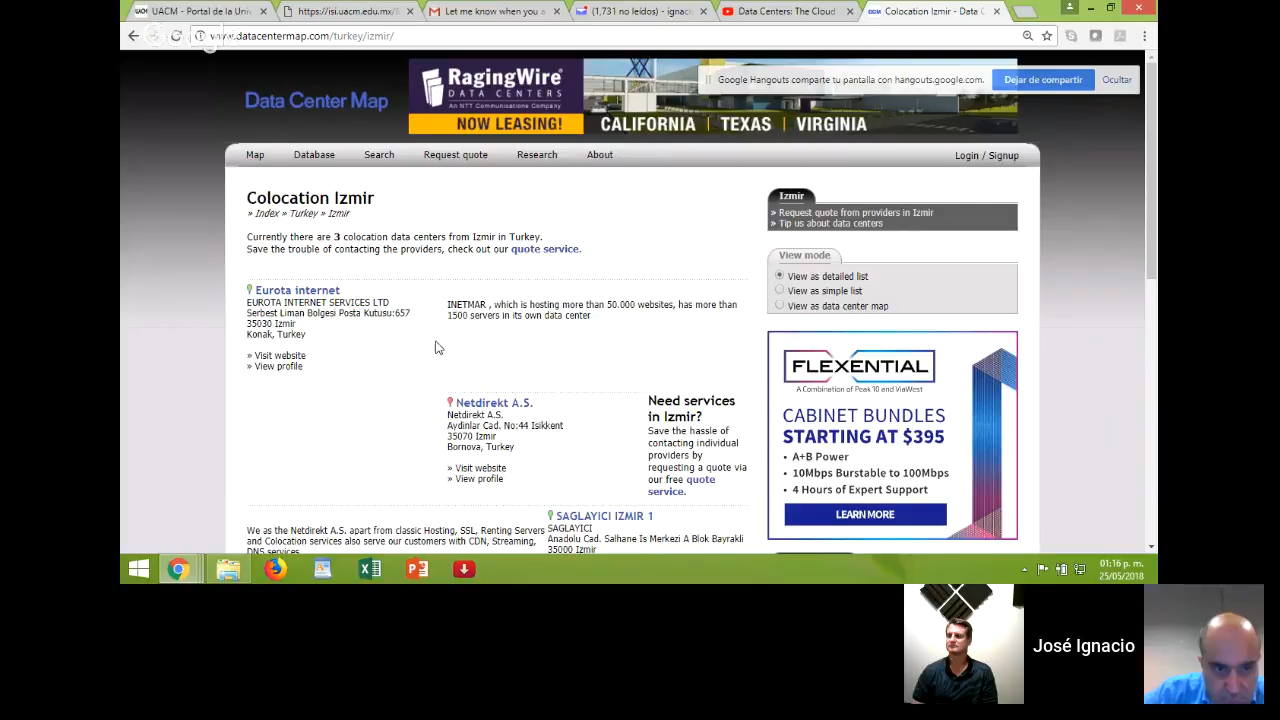 UACM - Portal de la Univ
https://isi.uacm.edu.mx/
Let me know when you a
(1,731 no leídos) - ignaci
Data Centers: The Cloud
Colocation Izmir - Data C
www.datacentermap.com/turkey/izmir/
Data Center Map
RagingWire
DATA CENTERS
An NTT Communications Company
NOW LEASING!
CALIFORNIA | TEXAS | VIRGINIA
Google Hangouts comparte tu pantalla con hangouts.google.com.
Dejar de compartir
Ocultar
Map
Database
Search
Request quote
Research
About
Login / Signup
Colocation Izmir
» Index » Turkey » Izmir
Currently there are 3 colocation data centers from Izmir in Turkey.
Save the trouble of contacting the providers, check out our quote service.
Eurota internet
EUROTA INTERNET SERVICES LTD
Serbest Liman Bolgesi Posta Kutusu:657
35030 Izmir
Konak, Turkey
» Visit website
» View profile
INETMAR , which is hosting more than 50.000 websites, has more than
1500 servers in its own data center
Netdirekt A.S.
Netdirekt A.S.
Aydinlar Cad. No:44 Isikkent
35070 Izmir
Bornova, Turkey
» Visit website
» View profile
Need services
in Izmir?
Save the hassle of
contacting individual
providers by
requesting a quote via
our free quote
service.
We as the Netdirekt A.S. apart from classic Hosting, SSL, Renting Servers
and Colocation services also serve our customers with CDN, Streaming,
DNS services
SAGLAYICI IZMIR 1
SAGLAYICI
Anadolu Cad. Salhane Is Merkezi A Blok Bayrakli
35000 Izmir
Izmir
» Request quote from providers in Izmir
» Tip us about data centers
View mode
View as detailed list
View as simple list
View as data center map
FLEXENTIAL
A Combination of Peak 10 and ViaWest
CABINET BUNDLES
STARTING AT $395
• A+B Power
• 10Mbps Burstable to 100Mbps
• 4 Hours of Expert Support
LEARN MORE
01:16 p. m.
25/05/2018
José Ignacio